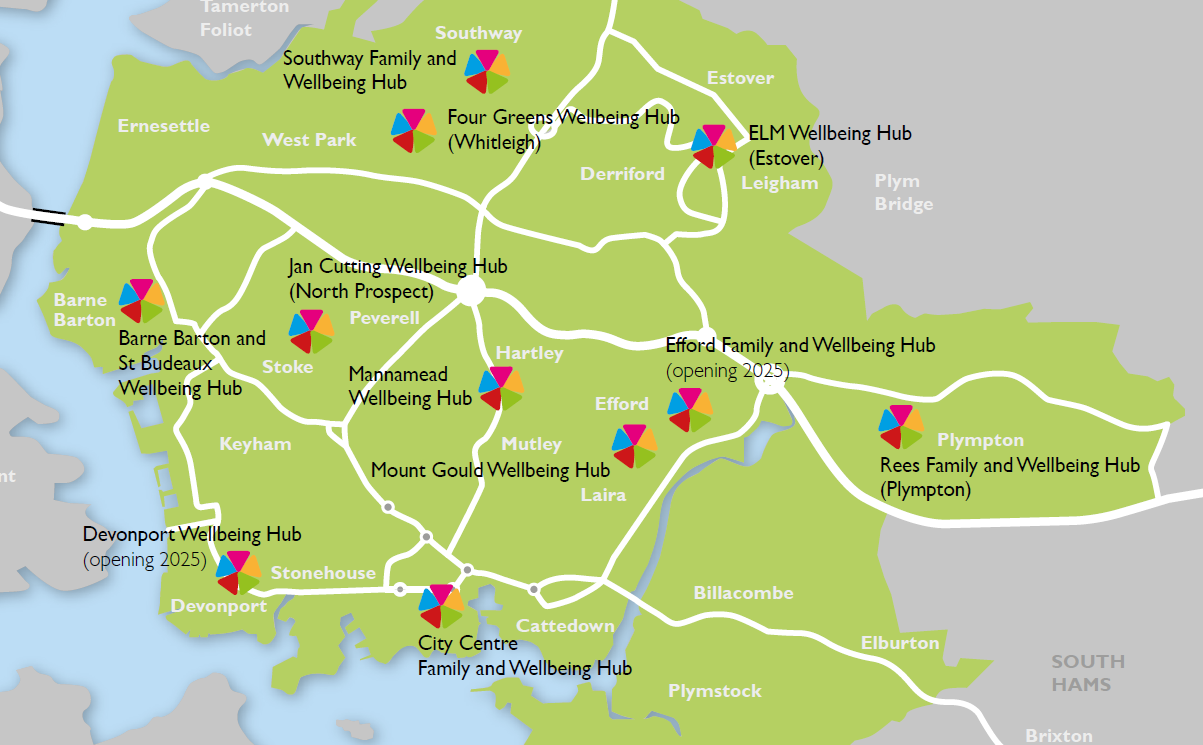 Tamerton
Foliot
Southway
Southway Family and
Wellbeing Hub
Estover
Four Greens Wellbeing Hub
(Whitleigh)
Ernesettle
West Park
ELM Wellbeing Hub
(Estover)
Derriford
Leigham
Plym
Bridge
Jan Cutting Wellbeing Hub
(North Prospect)
Barne
Barton
Peverell
Barne Barton and
St Budeaux
Wellbeing Hub
Stoke
Hartley
Efford Family and Wellbeing Hub
(opening 2025)
Mannamead
Wellbeing Hub
Efford
Keyham
Mutley
Plympton
Mount Gould Wellbeing Hub
Rees Family and Wellbeing Hub
(Plympton)
nt
Laira
Devonport Wellbeing Hub
(opening 2025)
Stonehouse
Devonport
Billacombe
Cattedown
City Centre
Family and Wellbeing Hub
Elburton
SOUTH
HAMS
Plymstock
Brixton